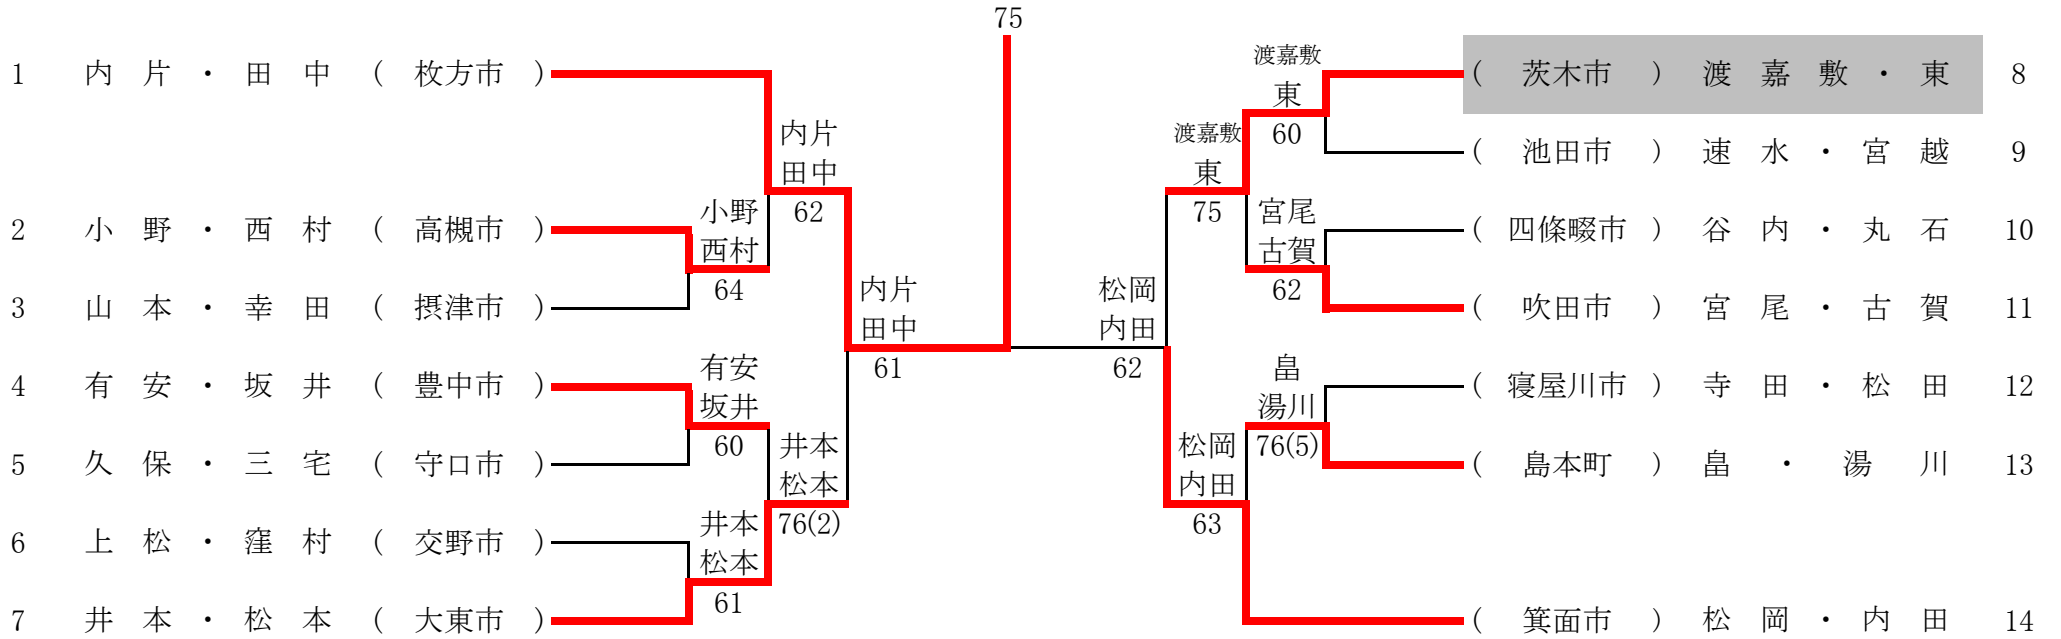 75
1 内片・田中 ( 枚方市 )
2 小野・西村 ( 高槻市 )
3 山本・幸田 ( 摂津市 )
4 有安・坂井 ( 豊中市 )
5 久保・三宅 ( 守口市 )
6 上松・窪村 ( 交野市 )
7 井本・松本 ( 大東市 )
小野
西村
64
有安
坂井
60
井本
松本
61
内片
田中
62
井本
松本
76(2)
内片
田中
61
松岡
内田
62
渡嘉敷
東
75
松岡
内田
63
渡嘉敷
東
60
宮尾
古賀
62
畠
湯川
76(5)
( 茨木市 ) 渡嘉敷・東 8
( 池田市 ) 速水・宮越 9
( 四條畷市 ) 谷内・丸石 10
( 吹田市 ) 宮尾・古賀 11
( 寝屋川市 ) 寺田・松田 12
( 島本町 ) 畠・湯川 13
( 箕面市 ) 松岡・内田 14